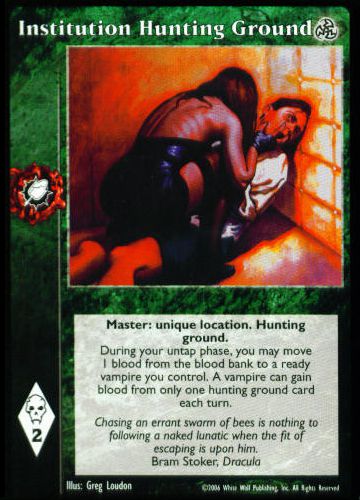 Institution Hunting Ground
Master: unique location. Hunting
ground.
During your untap phase, you may move
1 blood from the blood bank to a ready
vampire you control. A vampire can gain
blood from only one hunting ground card
each turn.
Chasing an errant swarm of bees is nothing to
following a naked lunatic when the fit of
escaping is upon him.
Bram Stoker, Dracula
2
Illus: Greg Loudon
©2006 White Wolf Publishing, Inc. All Rights Reserved